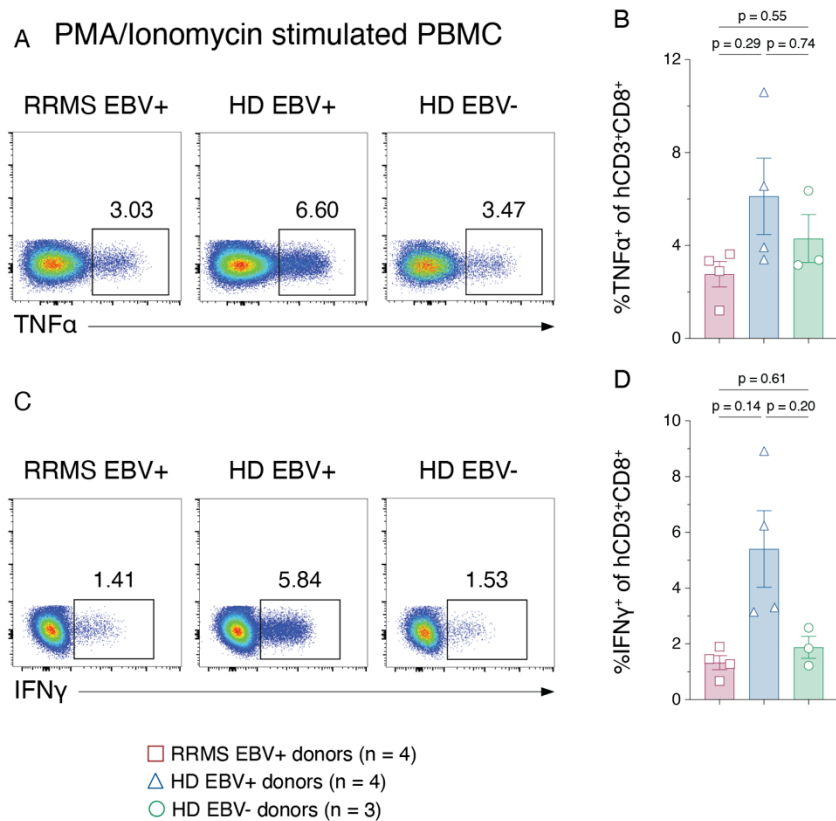 A PMA/Ionomycin stimulated PBMC
RRMS EBV+ HD EBV+ HD EBV-
3.03 6.60 3.47
TNFα
B
p = 0.55
p = 0.29 p = 0.74
12
8
4
0
%TNFα⁺ of hCD3⁺CD8⁺
C
RRMS EBV+ HD EBV+ HD EBV-
1.41 5.84 1.53
IFNγ
D
p = 0.61
p = 0.14 p = 0.20
10
8
6
4
2
0
%IFNγ⁺ of hCD3⁺CD8⁺
RRMS EBV+ donors (n = 4)
HD EBV+ donors (n = 4)
HD EBV- donors (n = 3)